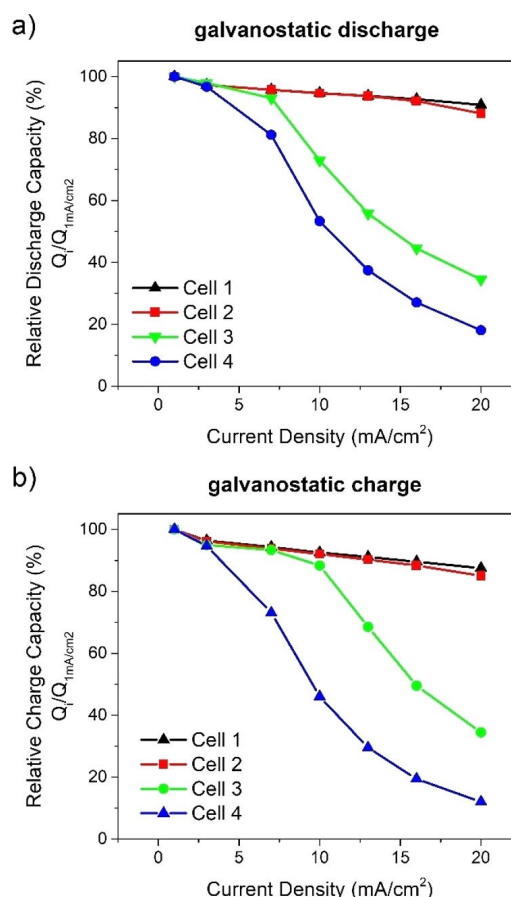 a)
galvanostatic discharge
Relative Discharge Capacity (%)
Qi/Q1mA/cm2
100
80
60
40
20
0
Cell 1
Cell 2
Cell 3
Cell 4
0 5 10 15 20
Current Density (mA/cm²)
b)
galvanostatic charge
Relative Charge Capacity (%)
Qi/Q1mA/cm2
100
80
60
40
20
0
Cell 1
Cell 2
Cell 3
Cell 4
0 5 10 15 20
Current Density (mA/cm²)